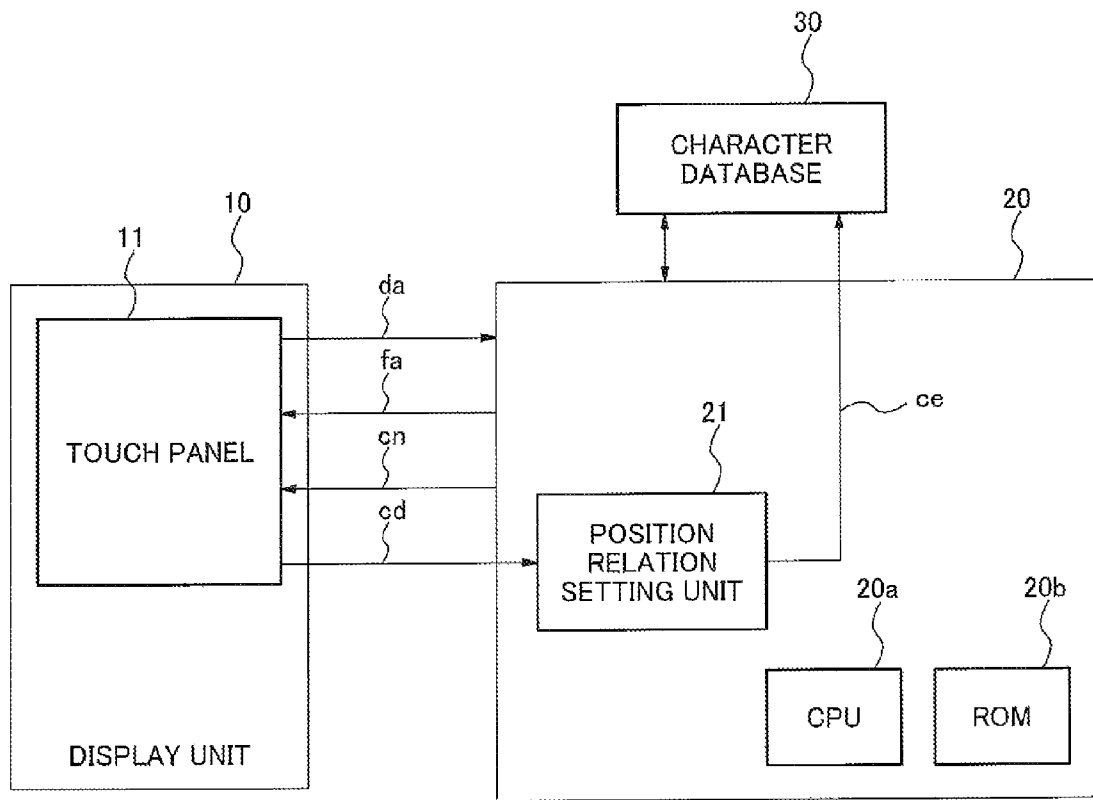 30
CHARACTER
DATABASE
10
20
11
da
fa
ce
TOUCH PANEL
cn
21
cd
POSITION
RELATION
SETTING UNIT
20a
20b
CPU
ROM
DISPLAY UNIT